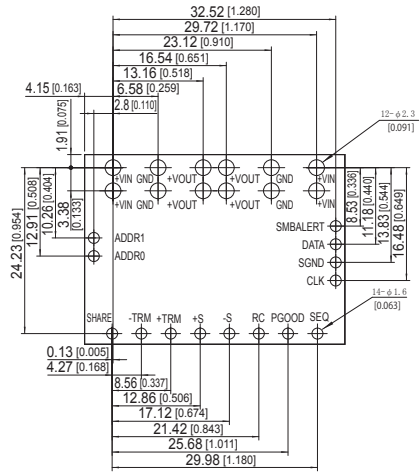 32.52 [1.280]
29.72 [1.170]
23.12 [0.910]
16.54 [0.651]
13.16 [0.518]
4.15 [0.163]
6.58 [0.259]
2.8 [0.110]
1.91 [0.075]
12-φ2.3
[0.091]
+VIN GND +VOUT +VOUT GND +VIN
+VIN GND +VOUT +VOUT GND +VIN
24.23 [0.954]
12.91 [0.508]
10.26 [0.404]
3.38 [0.133]
SMBALERT
DATA
SGND
CLK
8.53 [0.336]
11.18 [0.440]
13.83 [0.544]
16.48 [0.649]
ADDR1
ADDR0
SHARE -TRM +TRM +S -S RC PGOOD SEQ
14-φ1.6
[0.063]
0.13 [0.005]
4.27 [0.168]
8.56 [0.337]
12.86 [0.506]
17.12 [0.674]
21.42 [0.843]
25.68 [1.011]
29.98 [1.180]